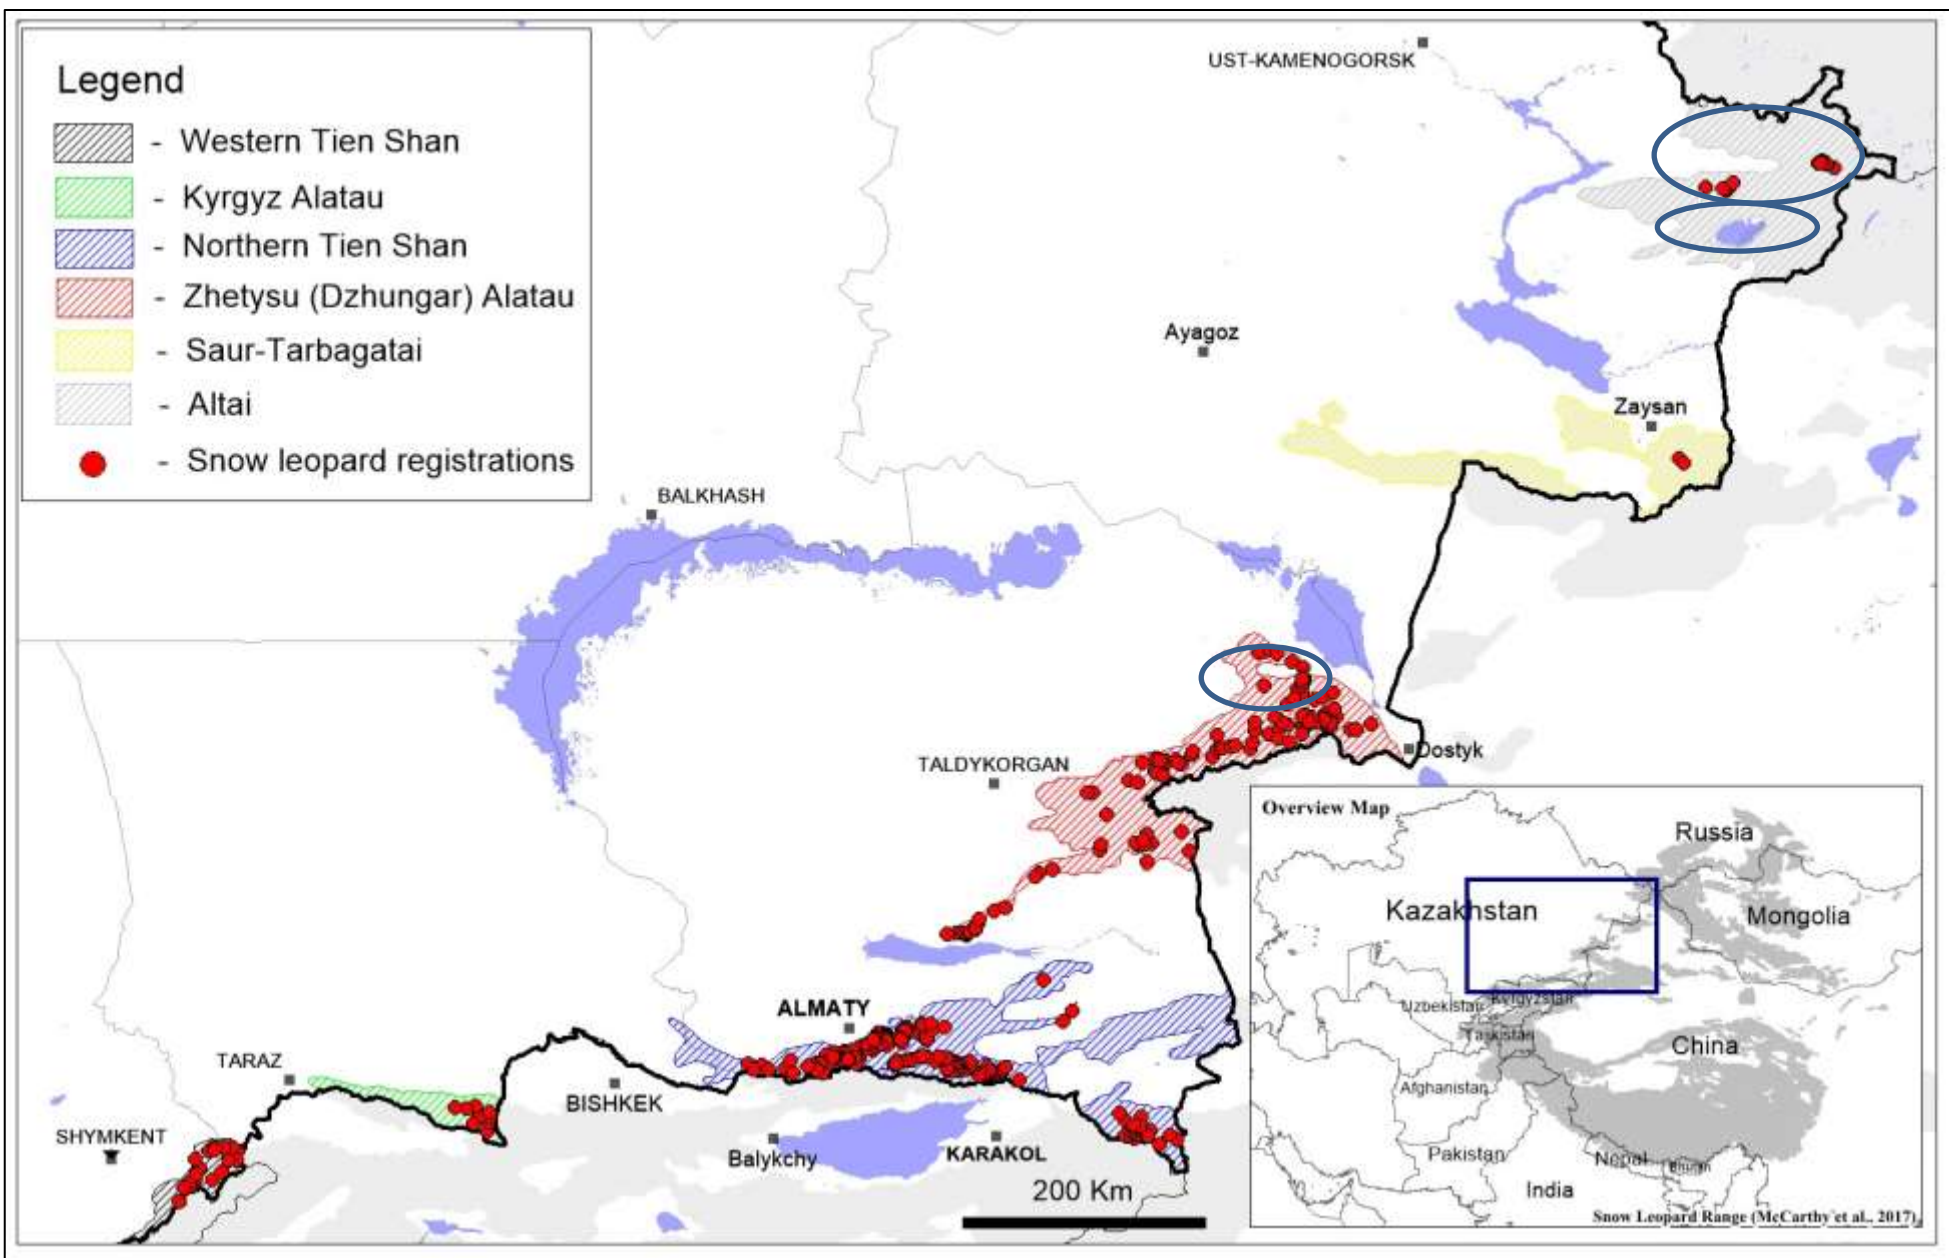 Legend
- Western Tien Shan
- Kyrgyz Alatau
- Northern Tien Shan
- Zhetysu (Dzhungar) Alatau
- Saur-Tarbagatai
- Altai
- Snow leopard registrations
UST-KAMENOGORSK
Ayagoz
Zaysan
BALKHASH
TALDYKORGAN
Dostyk
ALMATY
TARAZ
BISHKEK
SHYMKENT
Balykchy
KARAKOL
200 Km
Overview Map
Russia
Kazakhstan
Mongolia
Uzbekistan
Kyrgyzstan
Tajikistan
China
Afghanistan
Pakistan
Nepal
Bhutan
India
Snow Leopard Range (McCarthy et al., 2017)